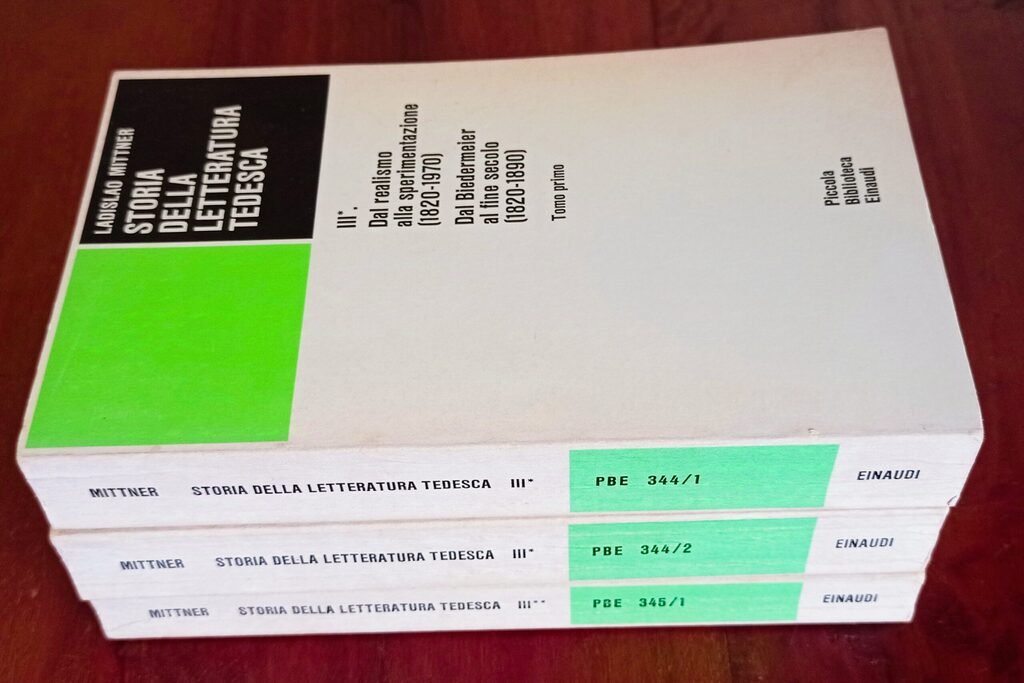 LADISLAO MITTNER
STORIA
DELLA
LETTERATURA
TEDESCA
III*.
Dal realismo
alla sperimentazione
(1820-1970)
Dal Biedermeier
al fine secolo
(1820-1890)
Tomo primo
Piccola
Biblioteca
Einaudi
MITTNER STORIA DELLA LETTERATURA TEDESCA III* PBE 344/1 EINAUDI
MITTNER STORIA DELLA LETTERATURA TEDESCA III* PBE 344/2 EINAUDI
MITTNER STORIA DELLA LETTERATURA TEDESCA III** PBE 345/1 EINAUDI